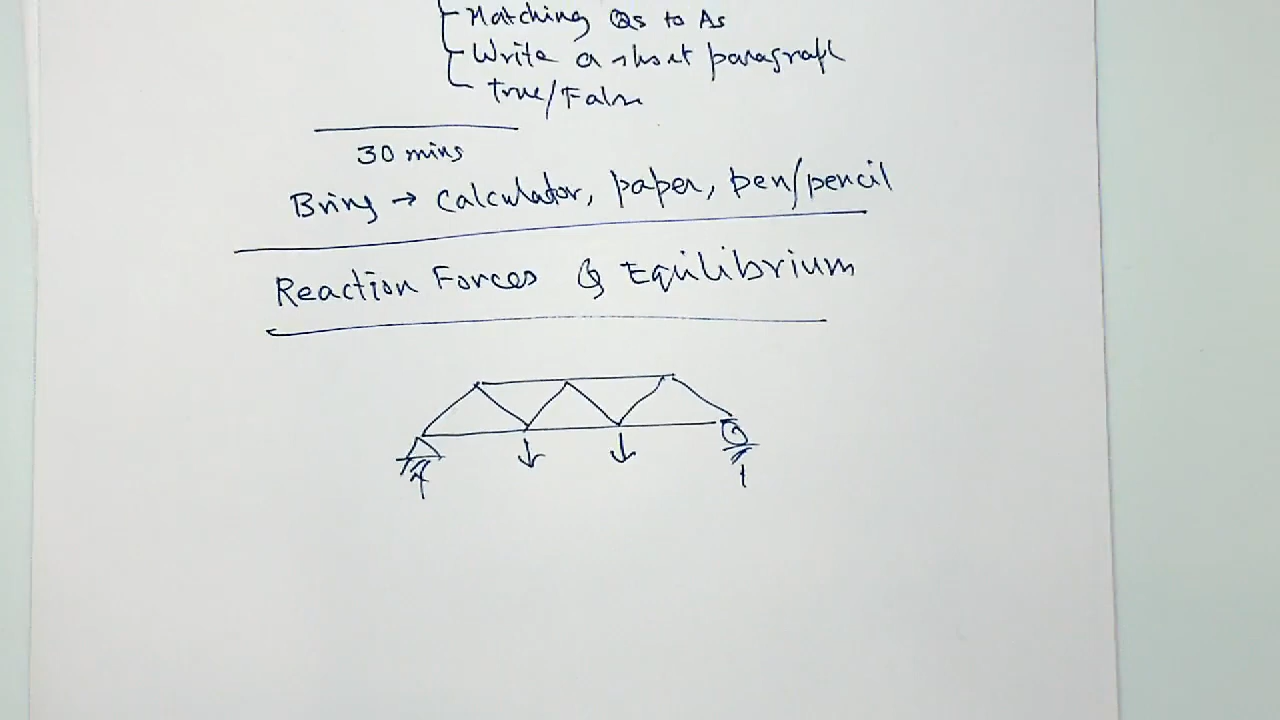 Matching Qs to As
Write a short paragraph
True/False
30 mins
Bring → Calculator, paper, pen/pencil
Reaction Forces & Equilibrium